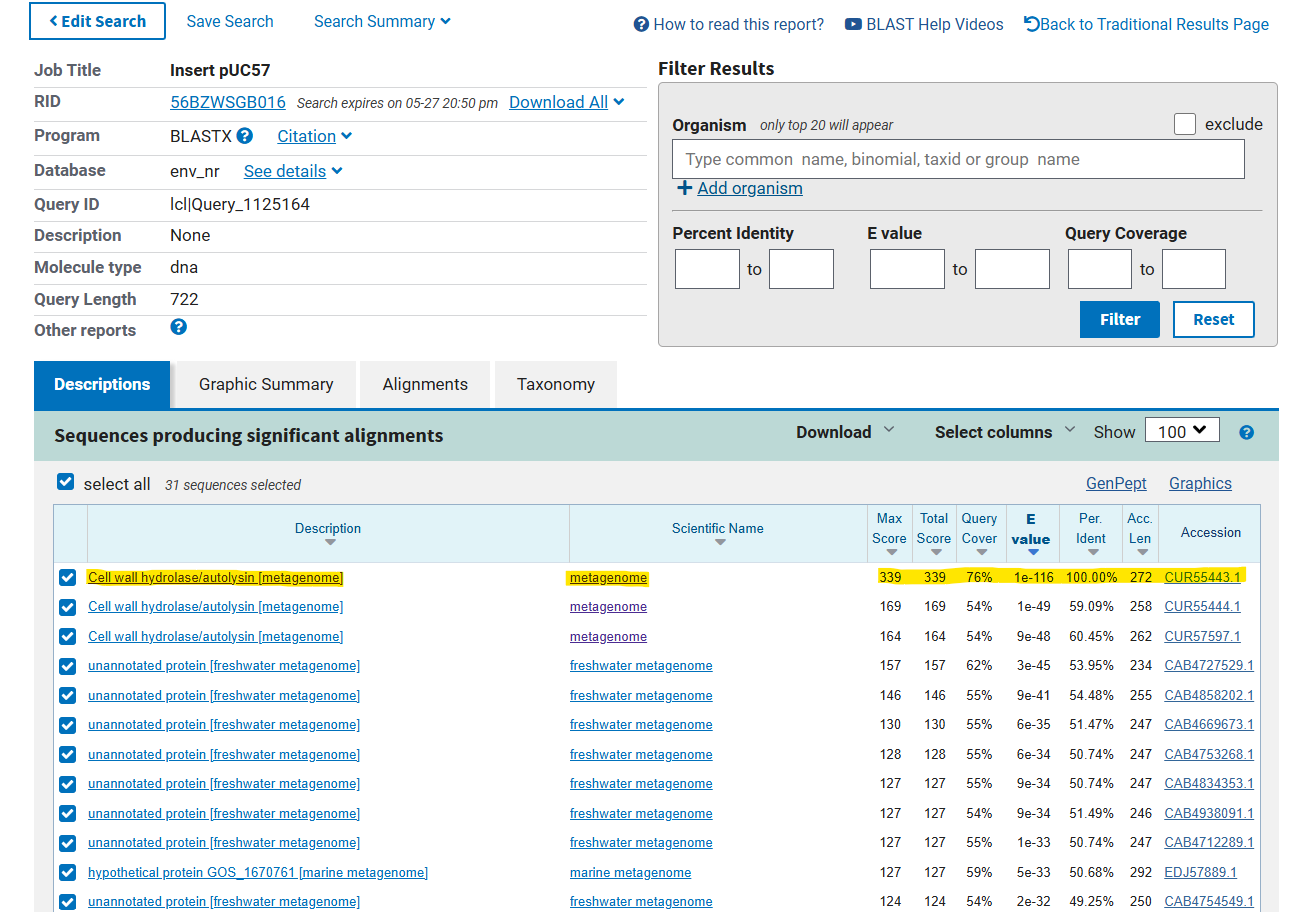 Edit Search Save Search Search Summary How to read this report? BLAST Help Videos Back to Traditional Results Page
Job Title Insert pUC57
RID 56BZWSGB016 Search expires on 05-27 20:50 pm Download All
Program BLASTX Citation
Database env_nr See details
Query ID lcl|Query_1125164
Description None
Molecule type dna
Query Length 722
Other reports
Filter Results
Organism only top 20 will appear exclude
Type common name, binomial, taxid or group name
Add organism
Percent Identity E value Query Coverage
to to to
Filter Reset
Descriptions Graphic Summary Alignments Taxonomy
Sequences producing significant alignments Download Select columns Show 100
select all 31 sequences selected GenPept Graphics
Description Scientific Name Max Score Total Score Query Cover E value Per. Ident Acc. Len Accession
Cell wall hydrolase/autolysin [metagenome] metagenome 339 339 76% 1e-116 100.00% 272 CUR55443.1
Cell wall hydrolase/autolysin [metagenome] metagenome 169 169 54% 1e-49 59.09% 258 CUR55444.1
Cell wall hydrolase/autolysin [metagenome] metagenome 164 164 54% 9e-48 60.45% 262 CUR57597.1
unannotated protein [freshwater metagenome] freshwater metagenome 157 157 62% 3e-45 53.95% 234 CAB4727529.1
unannotated protein [freshwater metagenome] freshwater metagenome 146 146 55% 9e-41 54.48% 255 CAB4858202.1
unannotated protein [freshwater metagenome] freshwater metagenome 130 130 55% 6e-35 51.47% 247 CAB4669673.1
unannotated protein [freshwater metagenome] freshwater metagenome 128 128 55% 6e-34 50.74% 247 CAB4753268.1
unannotated protein [freshwater metagenome] freshwater metagenome 127 127 55% 9e-34 50.74% 247 CAB4834353.1
unannotated protein [freshwater metagenome] freshwater metagenome 127 127 54% 9e-34 51.49% 246 CAB4938091.1
unannotated protein [freshwater metagenome] freshwater metagenome 127 127 55% 1e-33 50.74% 247 CAB4712289.1
hypothetical protein GOS_1670761 [marine metagenome] marine metagenome 127 127 59% 5e-33 50.68% 292 EDJ57889.1
unannotated protein [freshwater metagenome] freshwater metagenome 124 124 54% 2e-32 49.25% 250 CAB4754549.1